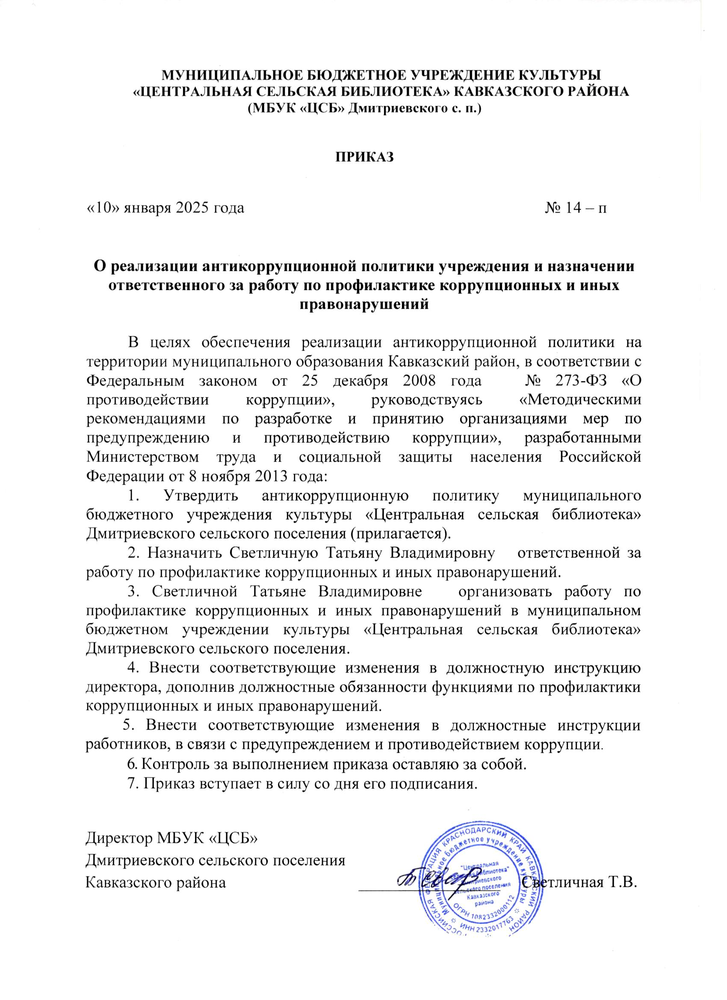 МУНИЦИПАЛЬНОЕ БЮДЖЕТНОЕ УЧРЕЖДЕНИЕ КУЛЬТУРЫ
«ЦЕНТРАЛЬНАЯ СЕЛЬСКАЯ БИБЛИОТЕКА» КАВКАЗСКОГО РАЙОНА
(МБУК «ЦСБ» Дмитриевского с. п.)
ПРИКАЗ
«10» января 2025 года № 14 – п
О реализации антикоррупционной политики учреждения и назначении
ответственного за работу по профилактике коррупционных и иных
правонарушений
В целях обеспечения реализации антикоррупционной политики на
территории муниципального образования Кавказский район, в соответствии с
Федеральным законом от 25 декабря 2008 года № 273-ФЗ «О
противодействии коррупции», руководствуясь «Методическими
рекомендациями по разработке и принятию организациями мер по
предупреждению и противодействию коррупции», разработанными
Министерством труда и социальной защиты населения Российской
Федерации от 8 ноября 2013 года:
1. Утвердить антикоррупционную политику муниципального
бюджетного учреждения культуры «Центральная сельская библиотека»
Дмитриевского сельского поселения (прилагается).
2. Назначить Светличную Татьяну Владимировну ответственной за
работу по профилактике коррупционных и иных правонарушений.
3. Светличной Татьяне Владимировне организовать работу по
профилактике коррупционных и иных правонарушений в муниципальном
бюджетном учреждении культуры «Центральная сельская библиотека»
Дмитриевского сельского поселения.
4. Внести соответствующие изменения в должностную инструкцию
директора, дополнив должностные обязанности функциями по профилактики
коррупционных и иных правонарушений.
5. Внести соответствующие изменения в должностные инструкции
работников, в связи с предупреждением и противодействием коррупции.
6. Контроль за выполнением приказа оставляю за собой.
7. Приказ вступает в силу со дня его подписания.
Директор МБУК «ЦСБ»
Дмитриевского сельского поселения
Кавказского района Светличная Т.В.
РОССИЙСКАЯ ФЕДЕРАЦИЯ КРАСНОДАРСКИЙ КРАЙ КАВКАЗСКИЙ РАЙОН
Муниципальное бюджетное учреждение культуры
"Центральная
сельская библиотека"
Дмитриевского
сельского поселения
Кавказского
района
ОГРН 1082332000112
ИНН 2332017763